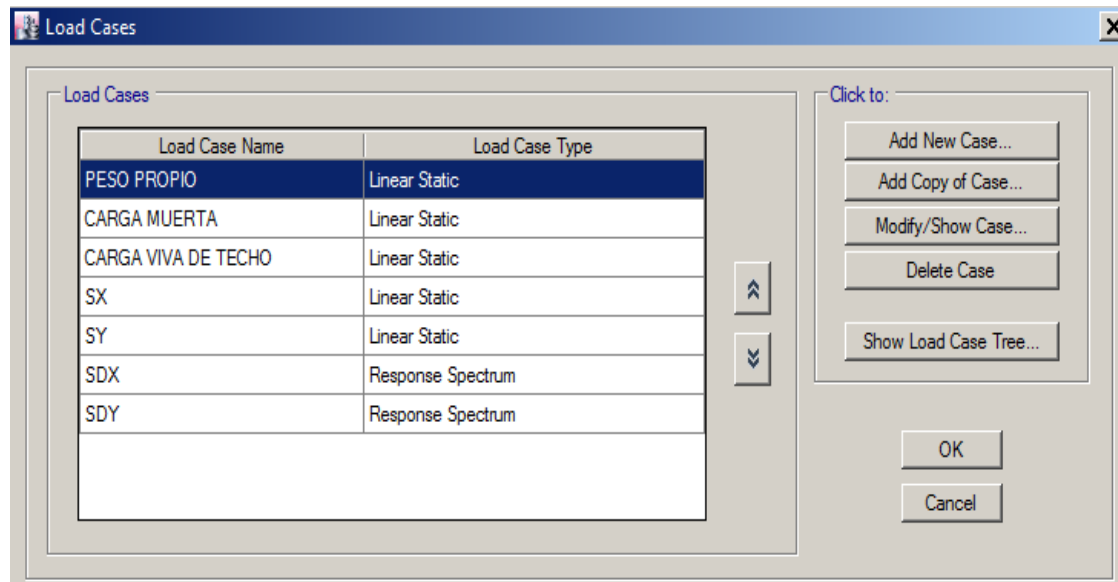 Load Cases
Load Cases
Load Case Name Load Case Type
PESO PROPIO Linear Static
CARGA MUERTA Linear Static
CARGA VIVA DE TECHO Linear Static
SX Linear Static
SY Linear Static
SDX Response Spectrum
SDY Response Spectrum
Click to:
Add New Case...
Add Copy of Case...
Modify/Show Case...
Delete Case
Show Load Case Tree...
OK
Cancel